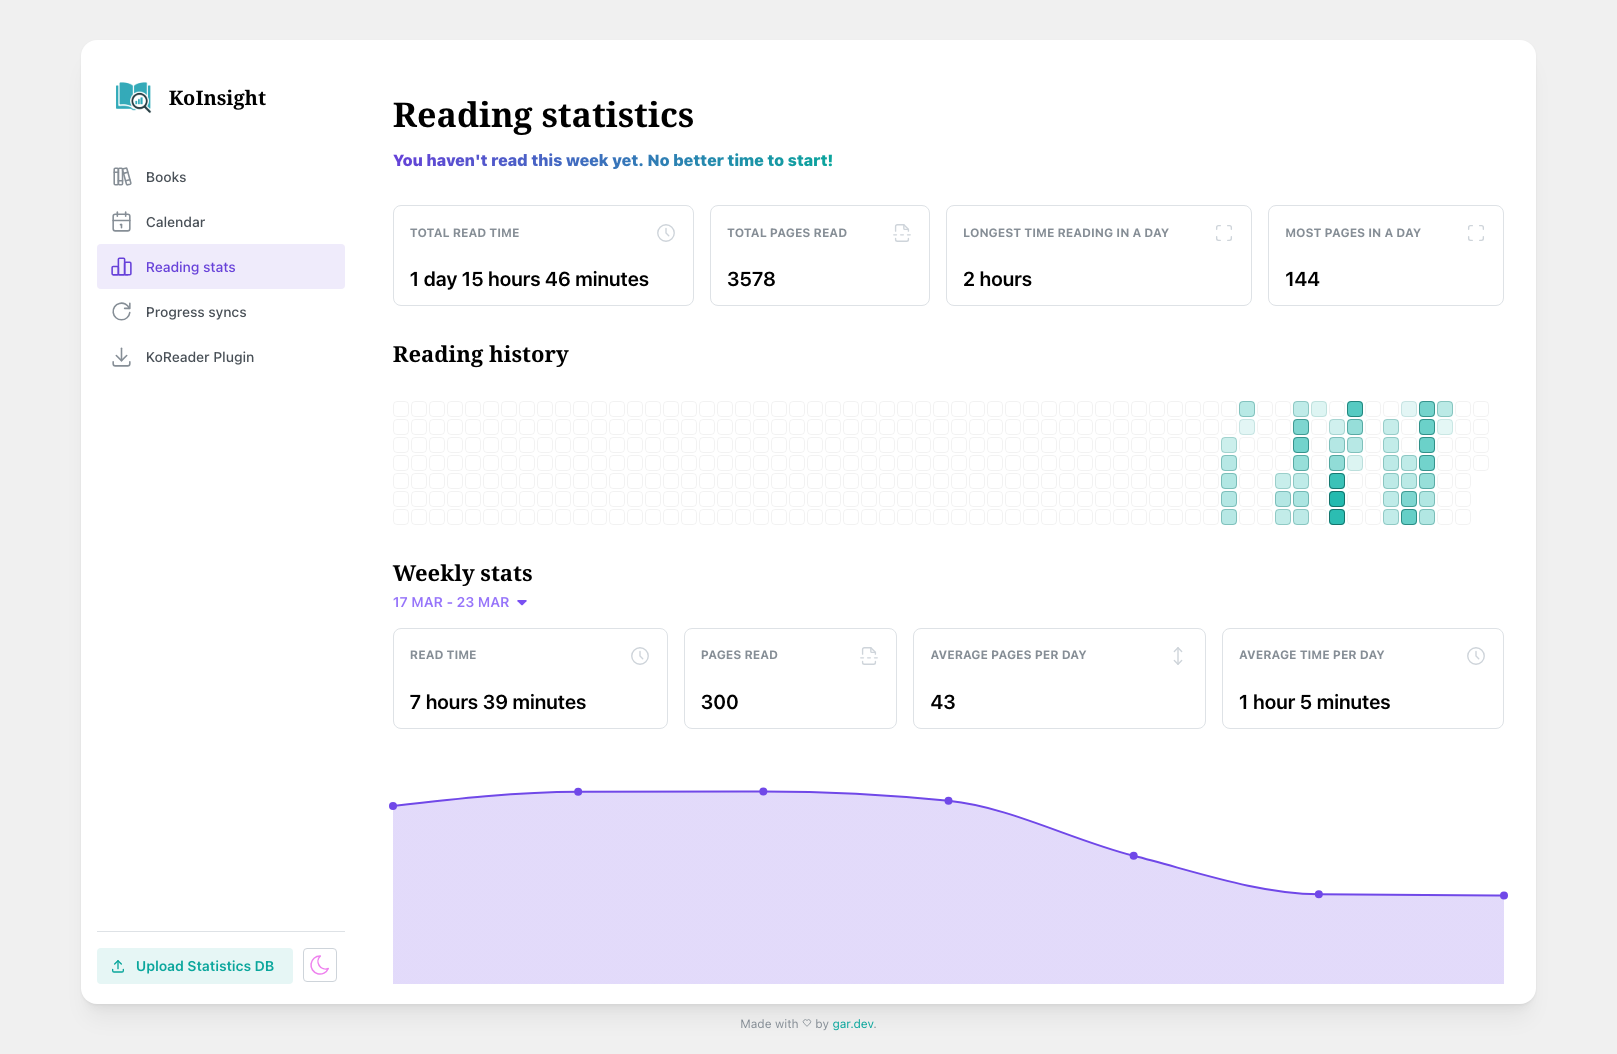 KoInsight
Books
Calendar
Reading stats
Progress syncs
KoReader Plugin
Upload Statistics DB
Reading statistics
You haven't read this week yet. No better time to start!
TOTAL READ TIME
1 day 15 hours 46 minutes
TOTAL PAGES READ
3578
LONGEST TIME READING IN A DAY
2 hours
MOST PAGES IN A DAY
144
Reading history
Weekly stats
17 MAR - 23 MAR
READ TIME
7 hours 39 minutes
PAGES READ
300
AVERAGE PAGES PER DAY
43
AVERAGE TIME PER DAY
1 hour 5 minutes
Made with ♡ by gar.dev.